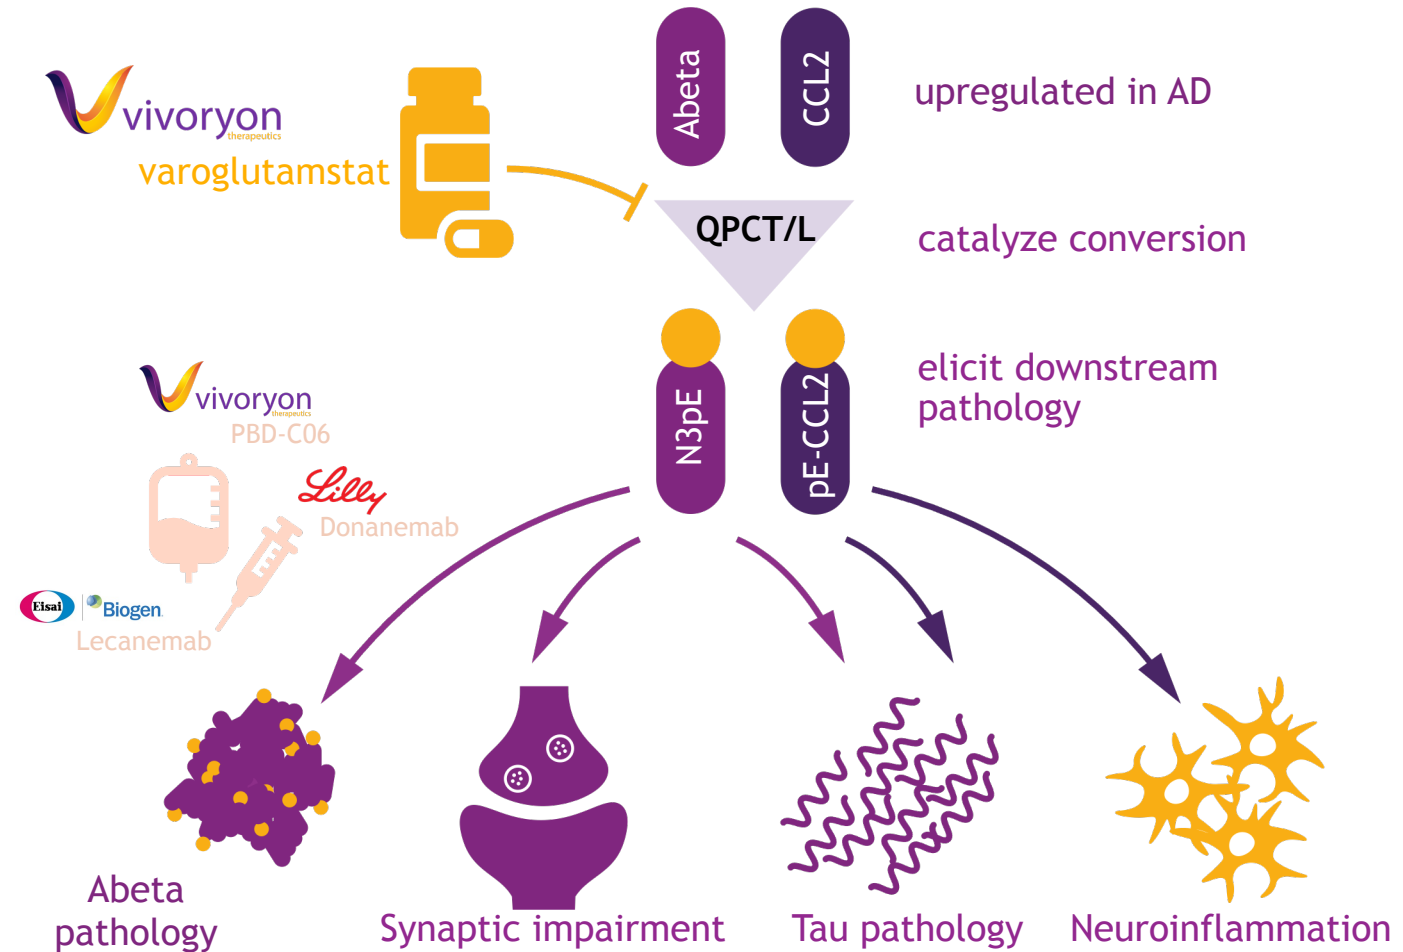 Abeta
CCL2
upregulated in AD
vivoryon
therapeutics
varoglutamstat
QPCT/L
catalyze conversion
N3pE
pE-CCL2
elicit downstream
pathology
vivoryon
therapeutics
PBD-C06
Lilly
Donanemab
Eisai
Biogen
Lecanemab
Abeta
pathology
Synaptic impairment
Tau pathology
Neuroinflammation